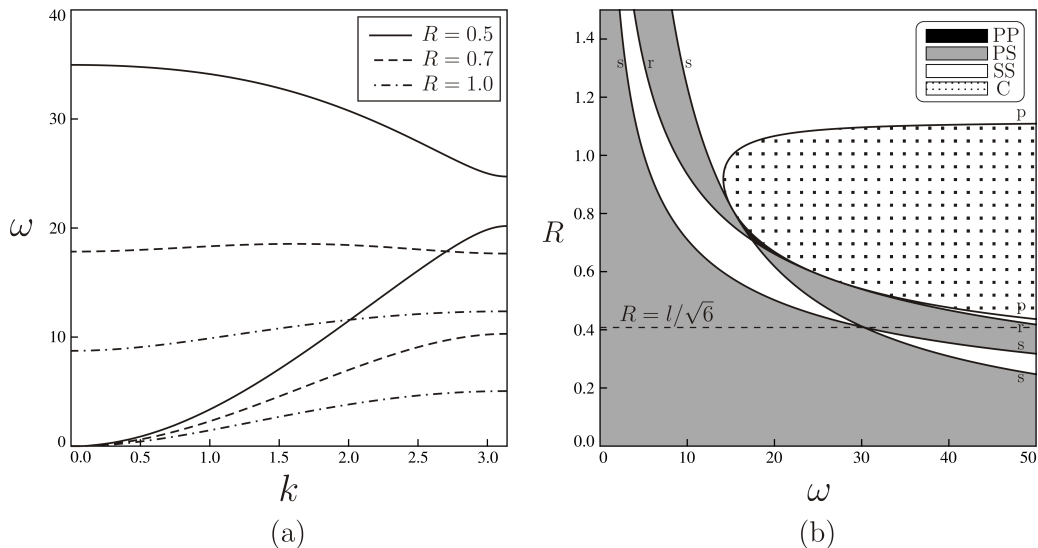 40
30
20
10
0
ω
0.0 0.5 1.0 1.5 2.0 2.5 3.0
k
R = 0.5
R = 0.7
R = 1.0
(a)
1.4
1.2
1.0
0.8
0.6
0.4
0.2
0.0
R
PP
PS
SS
C
s r s
p
R = l/√6
p
r
s
s
0 10 20 30 40 50
ω
(b)